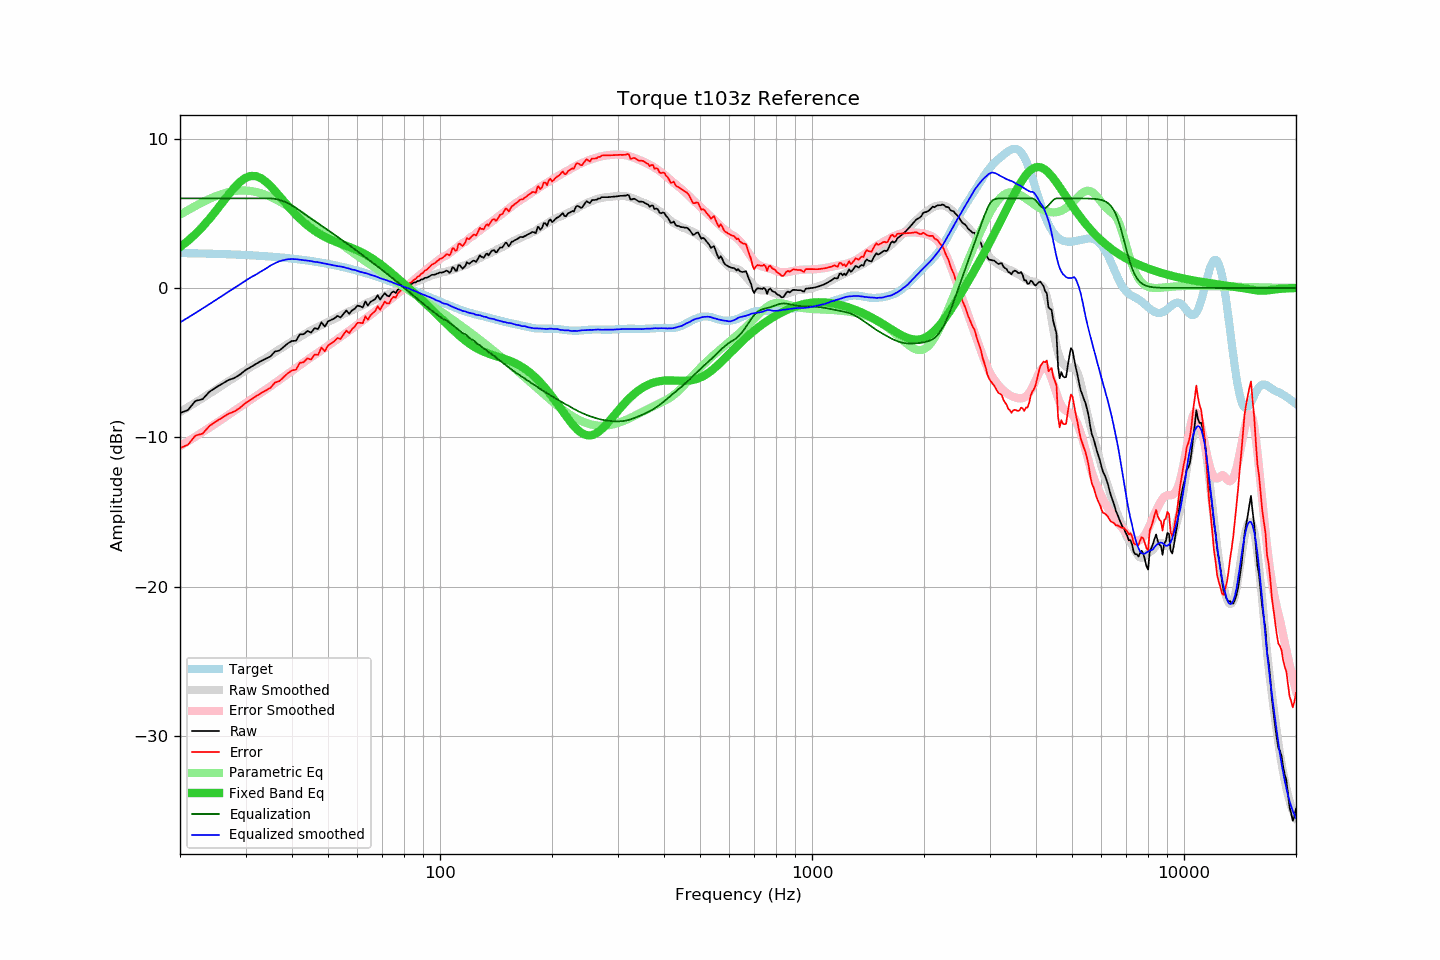 Torque t103z Reference
Amplitude (dBr)
10
0
−10
−20
−30
Target
Raw Smoothed
Error Smoothed
Raw
Error
Parametric Eq
Fixed Band Eq
Equalization
Equalized smoothed
100
1000
10000
Frequency (Hz)